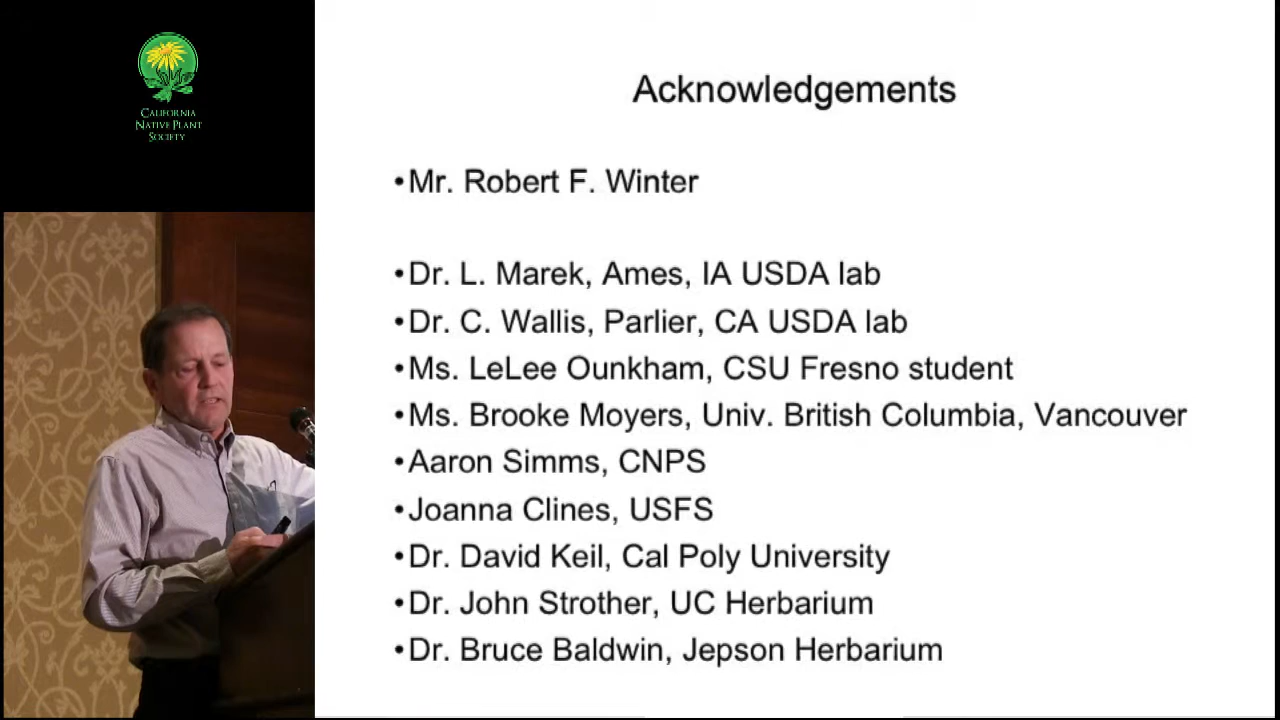 CALIFORNIA
NATIVE PLANT
SOCIETY
Acknowledgements
•Mr. Robert F. Winter
•Dr. L. Marek, Ames, IA USDA lab
•Dr. C. Wallis, Parlier, CA USDA lab
•Ms. LeLee Ounkham, CSU Fresno student
•Ms. Brooke Moyers, Univ. British Columbia, Vancouver
•Aaron Simms, CNPS
•Joanna Clines, USFS
•Dr. David Keil, Cal Poly University
•Dr. John Strother, UC Herbarium
•Dr. Bruce Baldwin, Jepson Herbarium